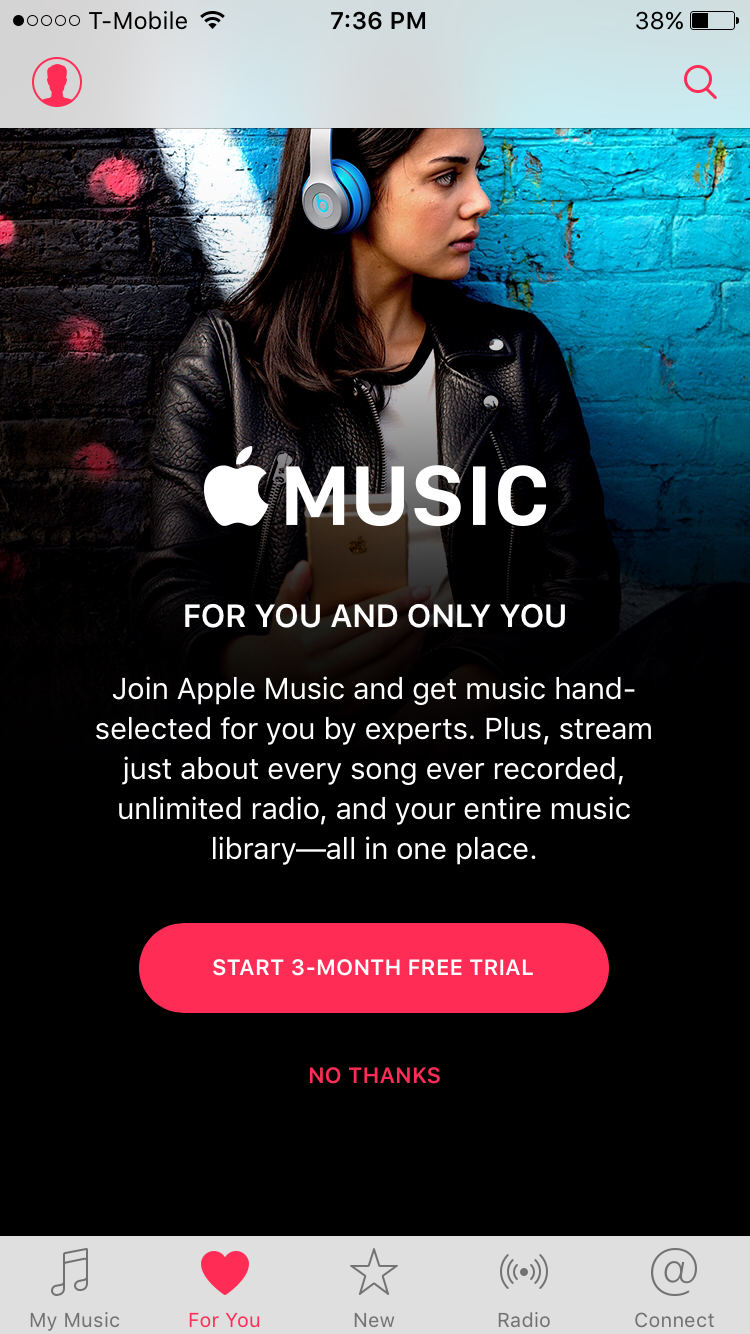 T-Mobile 7:36 PM 38%
MUSIC
FOR YOU AND ONLY YOU
Join Apple Music and get music hand-
selected for you by experts. Plus, stream
just about every song ever recorded,
unlimited radio, and your entire music
library—all in one place.
START 3-MONTH FREE TRIAL
NO THANKS
My Music For You New Radio Connect